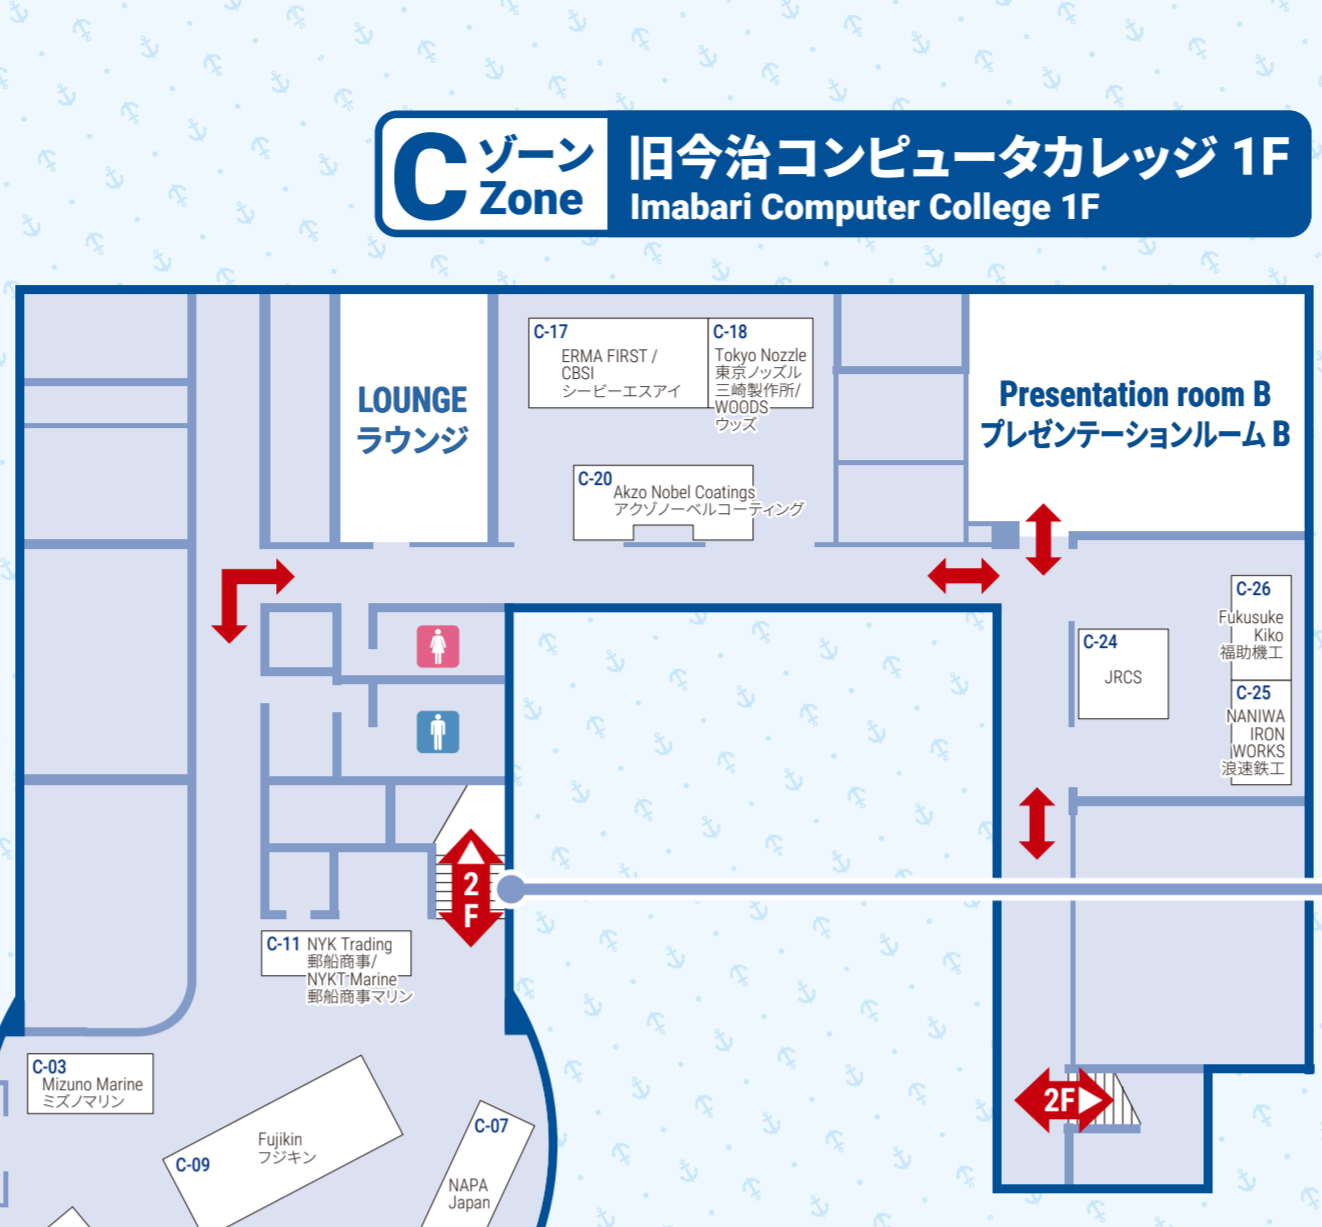 C ゾーン
Zone
旧今治コンピュータカレッジ 1F
Imabari Computer College 1F
LOUNGE
ラウンジ
C-17
ERMA FIRST /
CBSI
シービーエスアイ
C-18
Tokyo Nozzle
東京ノッズル
三崎製作所/
WOODS
ウッズ
C-20
Akzo Nobel Coatings
アクゾノーベルコーティング
Presentation room B
プレゼンテーションルーム B
C-26
Fukusuke
Kiko
福助機工
C-24
JRCS
C-25
NANIWA
IRON
WORKS
浪速鉄工
2
F
C-11 NYK Trading
郵船商事/
NYKT Marine
郵船商事マリン
C-03
Mizuno Marine
ミズノマリン
C-09
Fujikin
フジキン
C-07
NAPA
Japan
2F